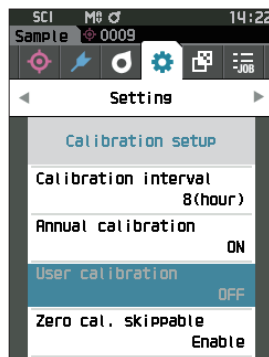 SCI M 14:22
Sample 0009
-JOB
Setting
Calibration setup
Calibration interval
8(hour)
Annual calibration
ON
User calibration
OFF
Zero cal. skippable
Enable